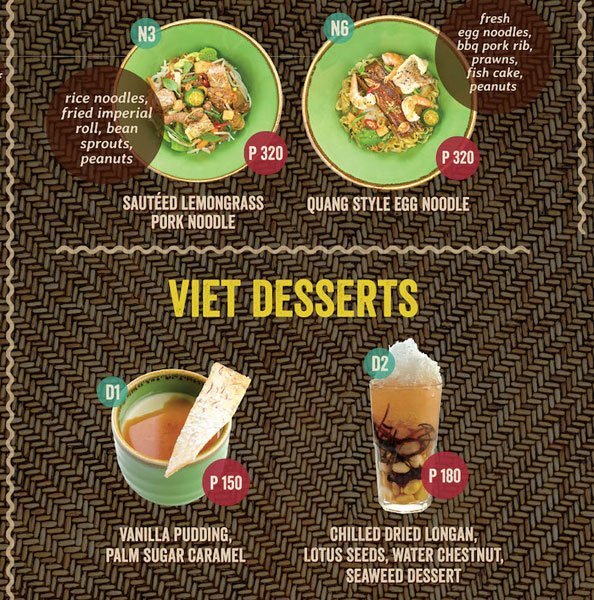 N3
rice noodles,
fried imperial
roll, bean
sprouts,
peanuts
P 320
SAUTÉED LEMONGRASS
PORK NOODLE
N6
fresh
egg noodles,
bbq pork rib,
prawns,
fish cake,
peanuts
P 320
QUANG STYLE EGG NOODLE
VIET DESSERTS
D1
P 150
VANILLA PUDDING,
PALM SUGAR CARAMEL
D2
P 180
CHILLED DRIED LONGAN,
LOTUS SEEDS, WATER CHESTNUT,
SEAWEED DESSERT